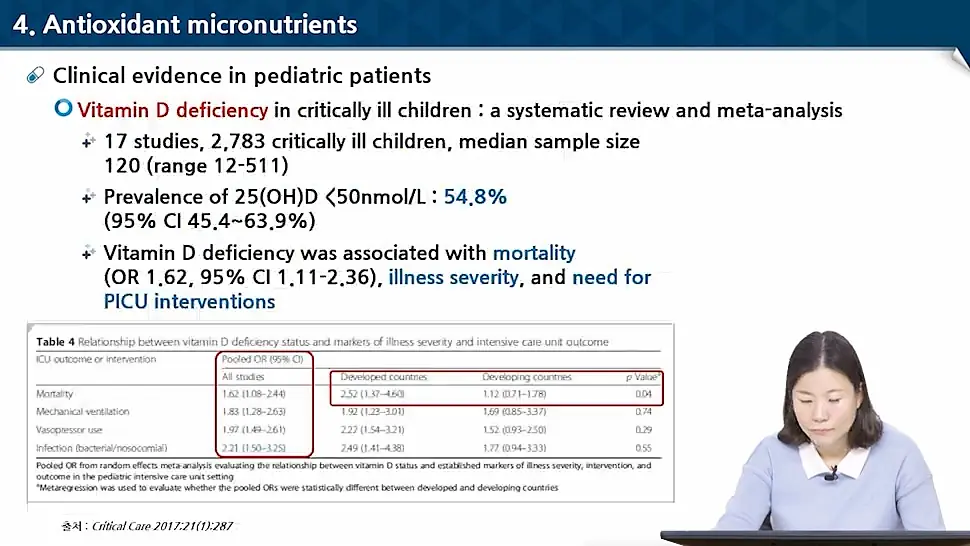 4. Antioxidant micronutrients
Clinical evidence in pediatric patients
Vitamin D deficiency in critically ill children : a systematic review and meta-analysis
17 studies, 2,783 critically ill children, median sample size
120 (range 12-511)
Prevalence of 25(OH)D <50nmol/L : 54.8%
(95% CI 45.4~63.9%)
Vitamin D deficiency was associated with mortality
(OR 1.62, 95% CI 1.11-2.36), illness severity, and need for
PICU interventions
Table 4 Relationship between vitamin D deficiency status and markers of illness severity and intensive care unit outcome
ICU outcome or intervention Pooled OR (95% CI)
All studies Developed countries Developing countries p Valueᵃ
Mortality 1.62 (1.08–2.44) 2.52 (1.37–4.60) 1.12 (0.71–1.78) 0.04
Mechanical ventilation 1.83 (1.28–2.63) 1.92 (1.23–3.01) 1.69 (0.85–3.37) 0.74
Vasopressor use 1.97 (1.49–2.61) 2.27 (1.54–3.21) 1.52 (0.93–2.50) 0.29
Infection (bacterial/nosocomial) 2.21 (1.50–3.25) 2.49 (1.41–4.38) 1.77 (0.94–3.33) 0.55
Pooled OR from random effects meta-analysis evaluating the relationship between vitamin D status and established markers of illness severity, intervention, and
outcome in the pediatric intensive care unit setting
ᵃMetaregression was used to evaluate whether the pooled ORs were statistically different between developed and developing countries
출처 : Critical Care 2017:21(1):287